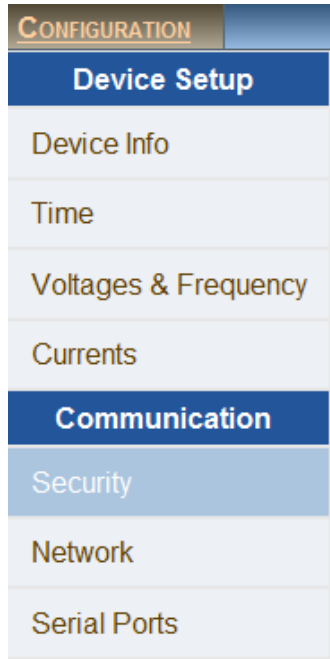 CONFIGURATION
Device Setup
Device Info
Time
Voltages & Frequency
Currents
Communication
Security
Network
Serial Ports